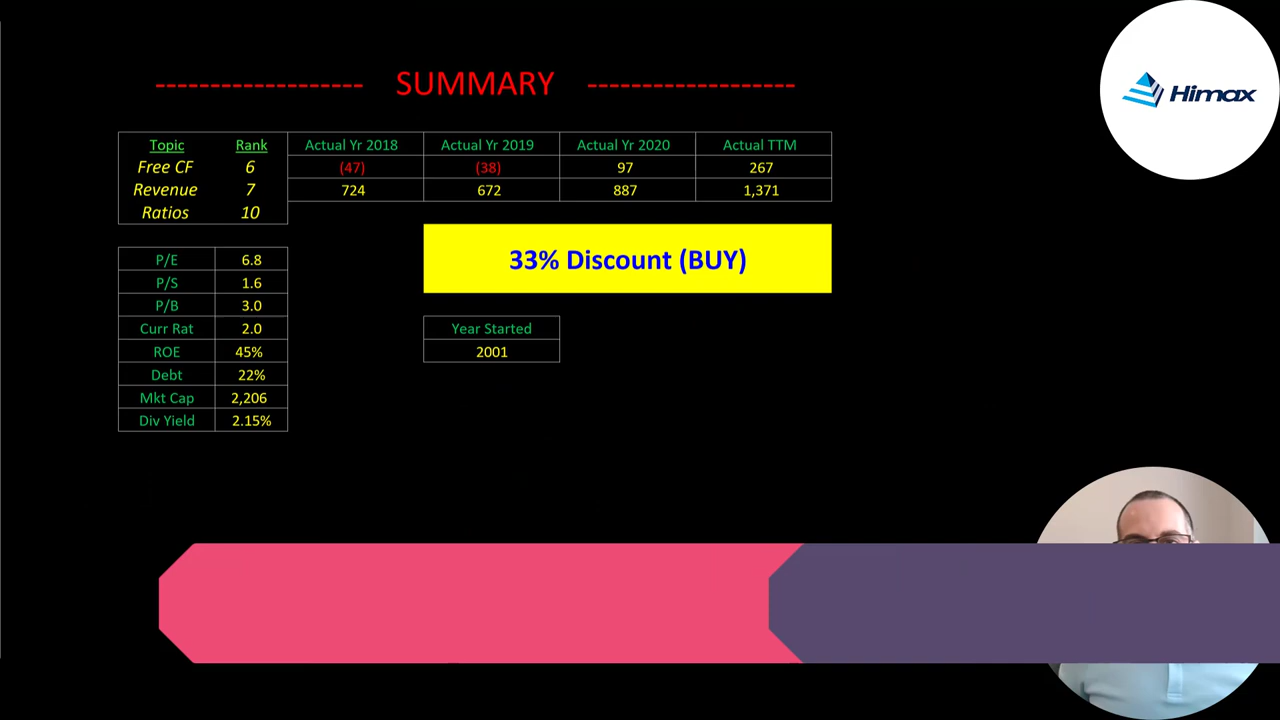 ------------------- SUMMARY -------------------
Himax
Topic Rank Actual Yr 2018 Actual Yr 2019 Actual Yr 2020 Actual TTM
Free CF 6 (47) (38) 97 267
Revenue 7 724 672 887 1,371
Ratios 10
33% Discount (BUY)
P/E 6.8
P/S 1.6
P/B 3.0
Curr Rat 2.0
ROE 45%
Debt 22%
Mkt Cap 2,206
Div Yield 2.15%
Year Started
2001